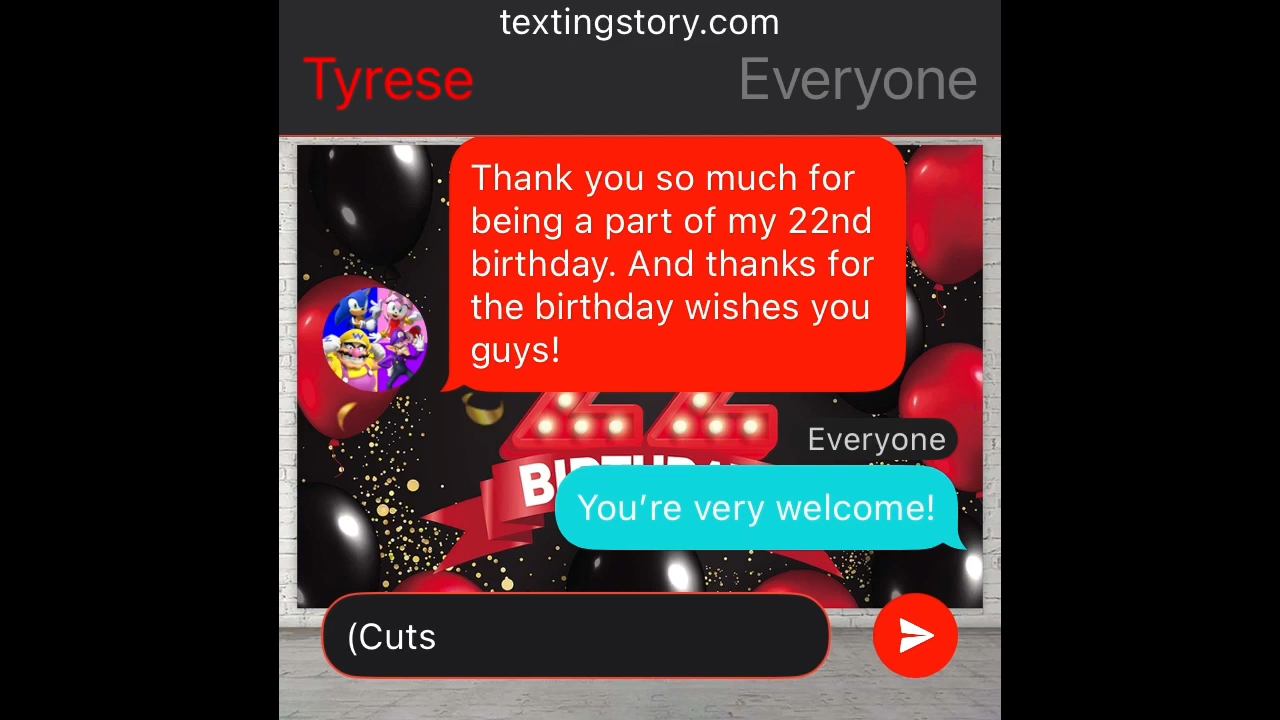 textingstory.com
Tyrese
Everyone
Thank you so much for
being a part of my 22nd
birthday. And thanks for
the birthday wishes you
guys!
22
Everyone
You’re very welcome!
(Cuts